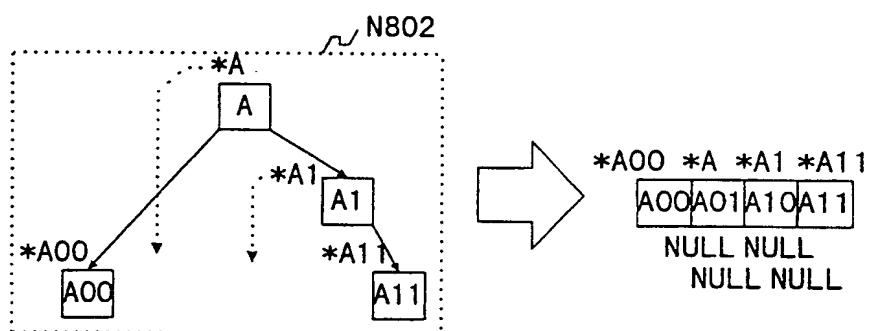 N802
*A
A
*A1
A1
*A00
*A11
A00
A11
*A00 *A *A1 *A11
A00 A01 A10 A11
NULL NULL
NULL NULL